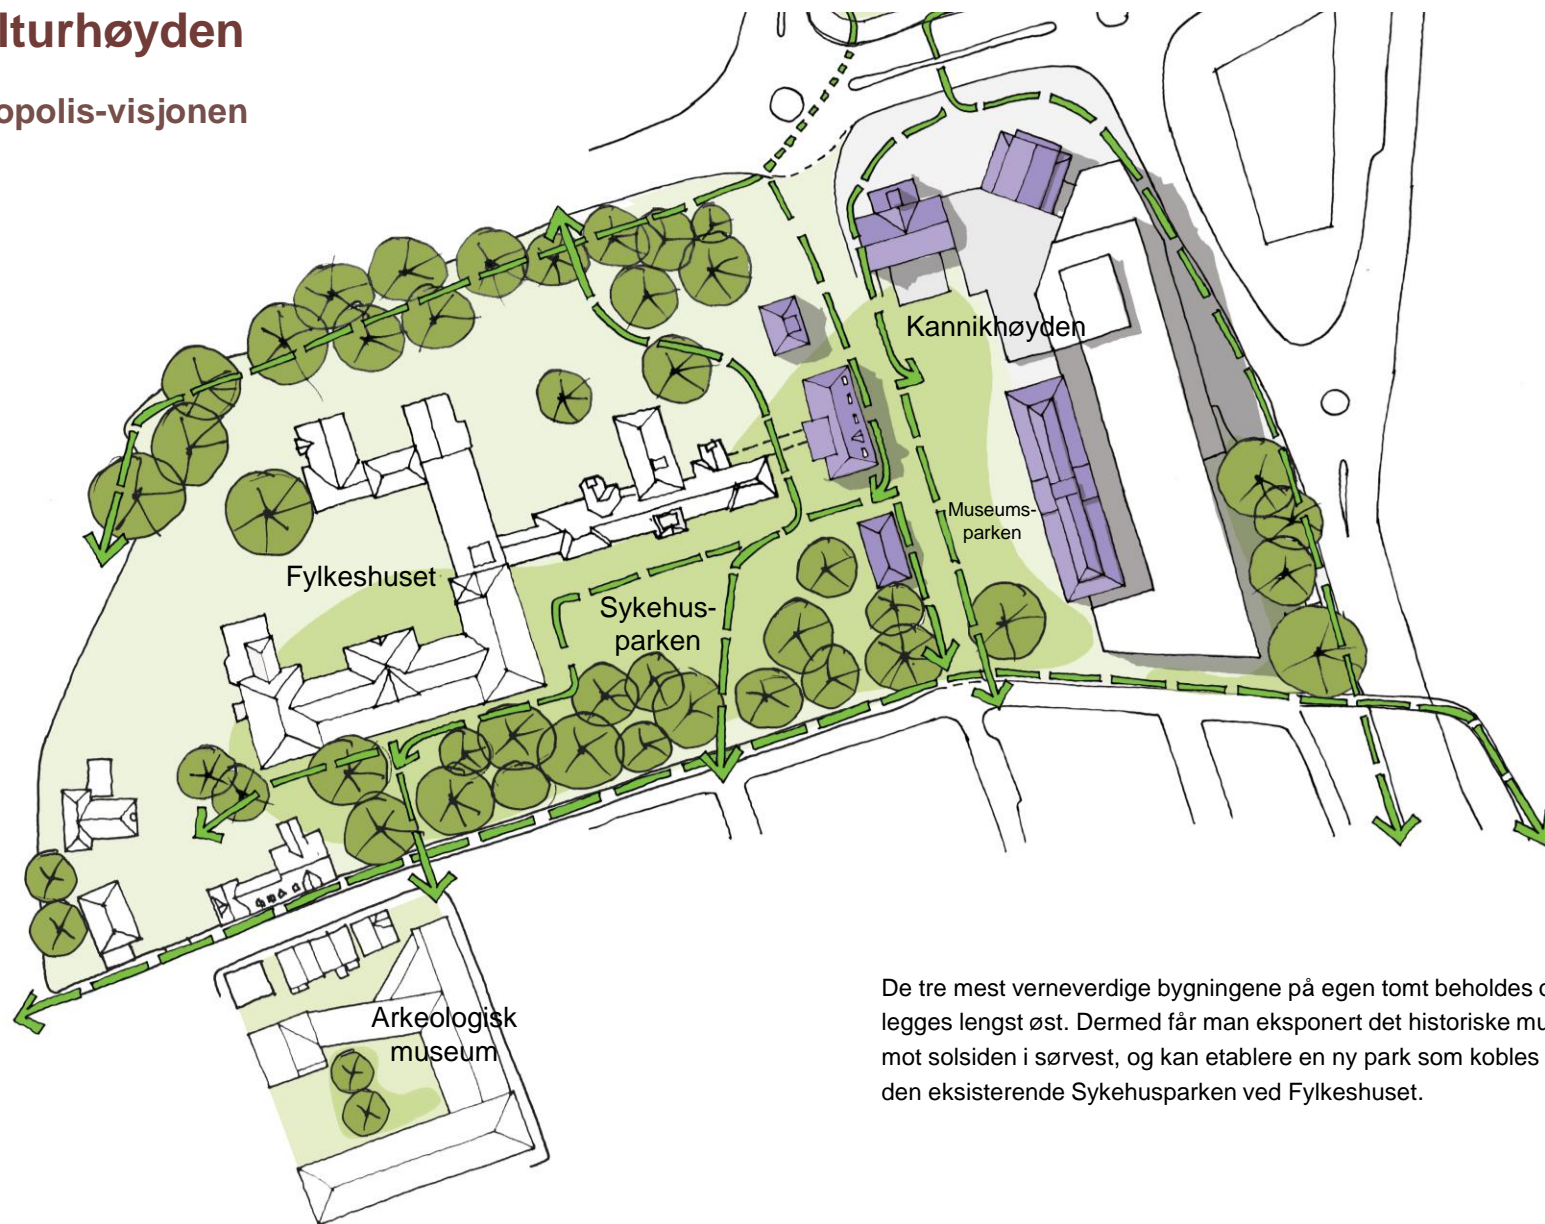 lturhøyden
opolis-visjonen
Kannikhøyden
Museums-
parken
Fylkeshuset
Sykehus-
parken
Arkeologisk
museum
De tre mest verneverdige bygningene på egen tomt beholdes
legges lengst øst. Dermed får man eksponert det historiske
mot solsiden i sørvest, og kan etablere en ny park som kobles
den eksisterende Sykehusparken ved Fylkeshuset.